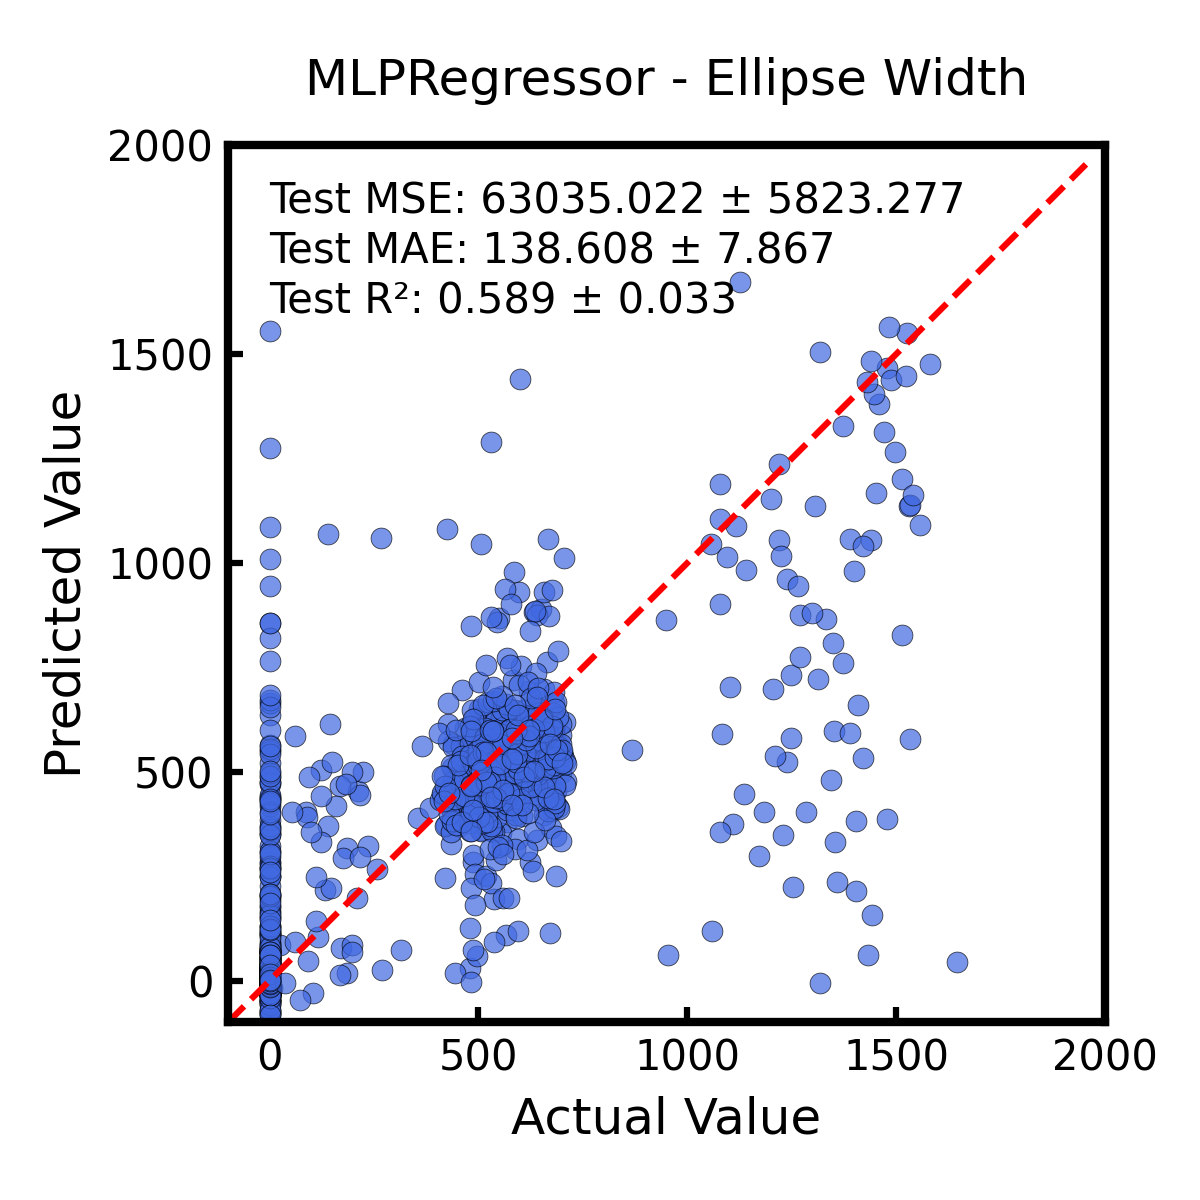 MLPRegressor - Ellipse Width
Test MSE: 63035.022 ± 5823.277
Test MAE: 138.608 ± 7.867
Test R²: 0.589 ± 0.033
2000
1500
1000
500
0
Predicted Value
0 500 1000 1500 2000
Actual Value